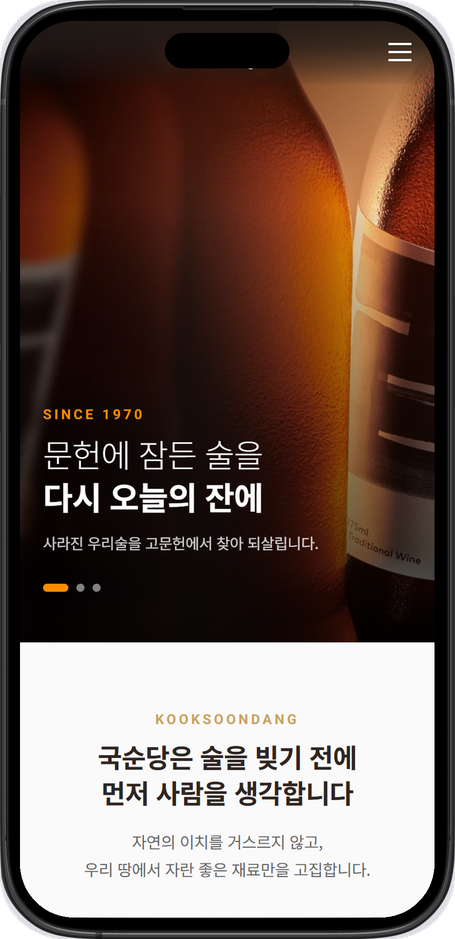 SINCE 1970
문헌에 잠든 술을
다시 오늘의 잔에
사라진 우리술을 고문헌에서 찾아 되살립니다.
75ml
Traditional Wine
KOOKSOONDANG
국순당은 술을 빚기 전에
먼저 사람을 생각합니다
자연의 이치를 거스르지 않고,
우리 땅에서 자란 좋은 재료만을 고집합니다.